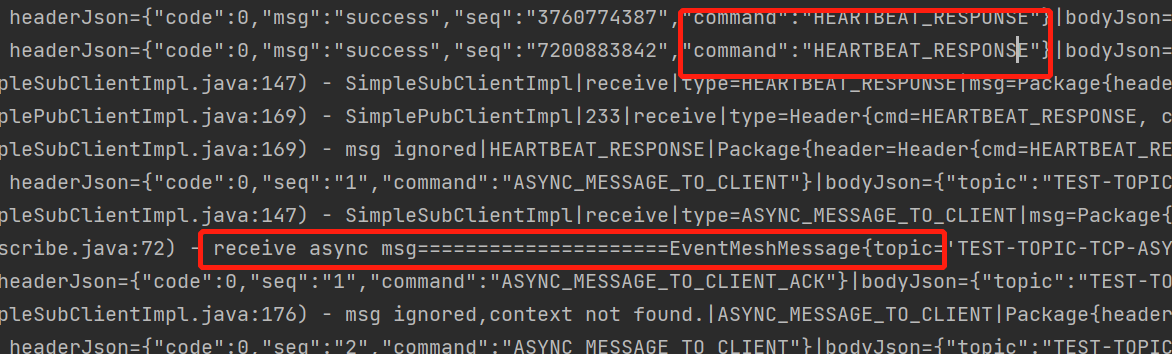 headerJson={"code":0,"msg":"success","seq":"3760774387","command":"HEARTBEAT_RESPONSE"}|bodyJson=
headerJson={"code":0,"msg":"success","seq":"7200883842","command":"HEARTBEAT_RESPONSE"}|bodyJson=
mpleSubClientImpl.java:147) - SimpleSubClientImpl|receive|type=HEARTBEAT_RESPONSE|msg=Package{heade
mplePubClientImpl.java:169) - SimplePubClientImpl|233|receive|type=Header{cmd=HEARTBEAT_RESPONSE, c
mpleSubClientImpl.java:169) - msg ignored|HEARTBEAT_RESPONSE|Package{header=Header{cmd=HEARTBEAT_RE
headerJson={"code":0,"seq":"1","command":"ASYNC_MESSAGE_TO_CLIENT"}|bodyJson={"topic":"TEST-TOPIC
mpleSubClientImpl.java:147) - SimpleSubClientImpl|receive|type=ASYNC_MESSAGE_TO_CLIENT|msg=Package{
scribe.java:72) - receive async msg=====================EventMeshMessage{topic='TEST-TOPIC-TCP-ASY
headerJson={"code":0,"seq":"1","command":"ASYNC_MESSAGE_TO_CLIENT_ACK"}|bodyJson={"topic":"TEST-TO
mpleSubClientImpl.java:176) - msg ignored,context not found.|ASYNC_MESSAGE_TO_CLIENT|Package{header
headerJson={"code":0,"seq":"2","command":"ASYNC_MESSAGE_TO_CLIENT"}|bodyJson={"topic":"TEST-TOPIC